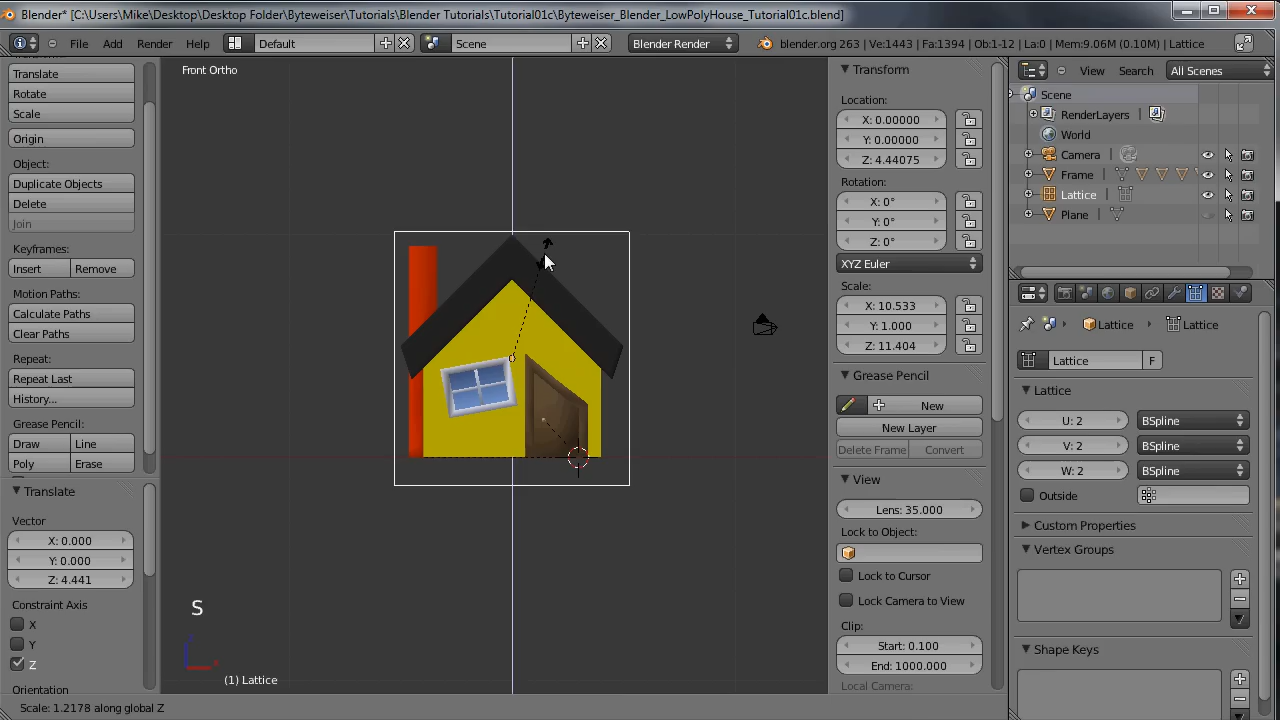 Blender* [C:\Users\Mike\Desktop\Desktop Folder\Byteweiser\Tutorials\Blender Tutorials\Tutorial01c\Byteweiser_Blender_LowPolyHouse_Tutorial01c.blend]
File Add Render Help Default Scene Blender Render blender.org 263 | Ve:1443 | Fa:1394 | Ob:1-12 | La:0 | Mem:9.06M (0.10M) | Lattice
Translate
Rotate
Scale
Origin
Object:
Duplicate Objects
Delete
Join
Keyframes:
Insert Remove
Motion Paths:
Calculate Paths
Clear Paths
Repeat:
Repeat Last
History...
Grease Pencil:
Draw Line
Poly Erase
Translate
Vector
X: 0.000
Y: 0.000
Z: 4.441
Constraint Axis
X
Y
Z
Orientation
Front Ortho
S
(1) Lattice
Scale: 1.2178 along global Z
Transform
Location:
X: 0.00000
Y: 0.00000
Z: 4.44075
Rotation:
X: 0°
Y: 0°
Z: 0°
XYZ Euler
Scale:
X: 10.533
Y: 1.000
Z: 11.404
Grease Pencil
New
New Layer
Delete Frame Convert
View
Lens: 35.000
Lock to Object:
Lock to Cursor
Lock Camera to View
Clip:
Start: 0.100
End: 1000.000
Local Camera:
View Search All Scenes
Scene
RenderLayers |
World
Camera |
Frame |
Lattice |
Plane |
Lattice Lattice
Lattice F
Lattice
U: 2 BSpline
V: 2 BSpline
W: 2 BSpline
Outside
Custom Properties
Vertex Groups
Shape Keys